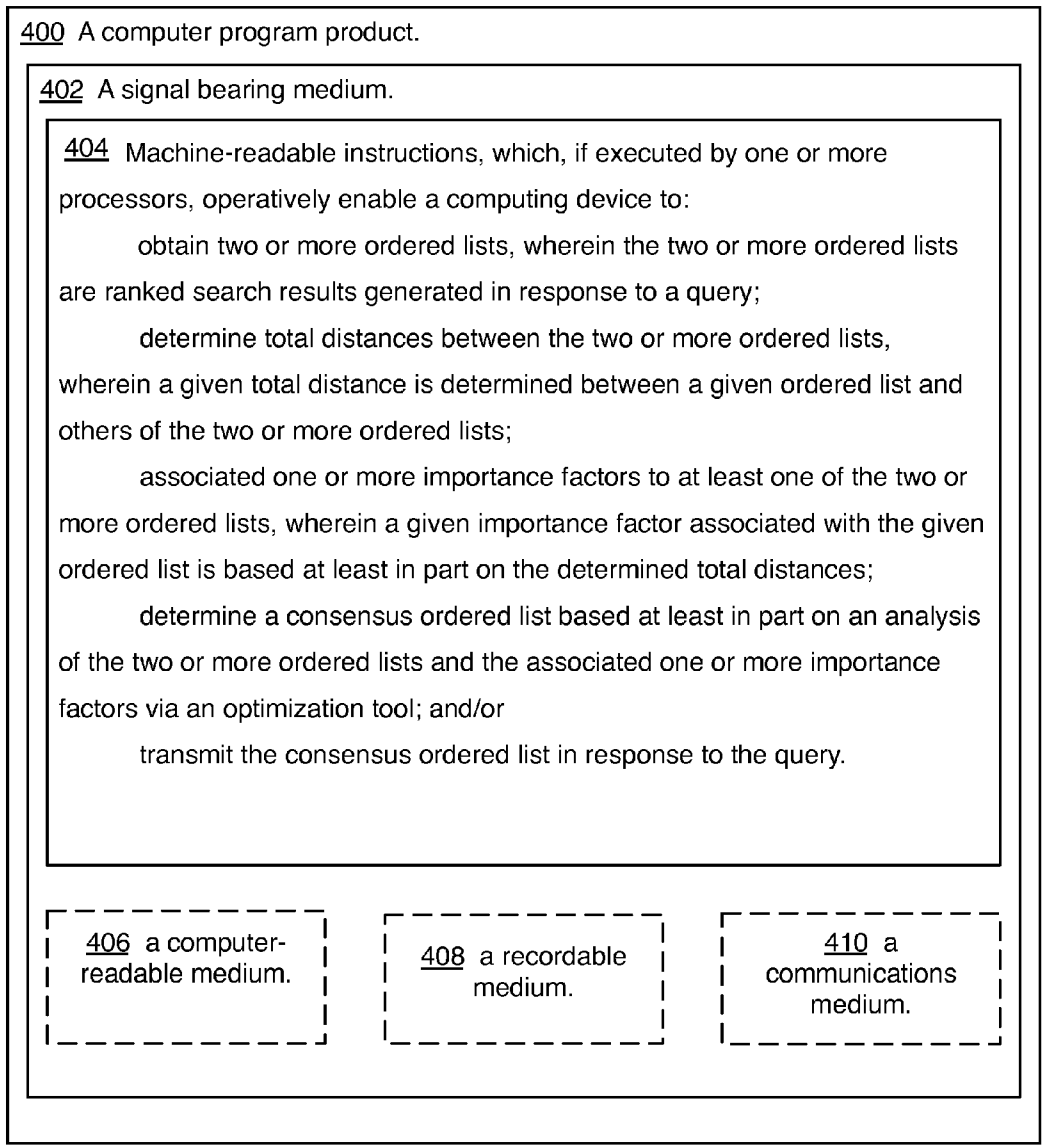 400 A computer program product.
402 A signal bearing medium.
404 Machine-readable instructions, which, if executed by one or more
processors, operatively enable a computing device to:
obtain two or more ordered lists, wherein the two or more ordered lists
are ranked search results generated in response to a query;
determine total distances between the two or more ordered lists,
wherein a given total distance is determined between a given ordered list and
others of the two or more ordered lists;
associated one or more importance factors to at least one of the two or
more ordered lists, wherein a given importance factor associated with the given
ordered list is based at least in part on the determined total distances;
determine a consensus ordered list based at least in part on an analysis
of the two or more ordered lists and the associated one or more importance
factors via an optimization tool; and/or
transmit the consensus ordered list in response to the query.
406 a computer-
readable medium.
408 a recordable
medium.
410 a
communications
medium.